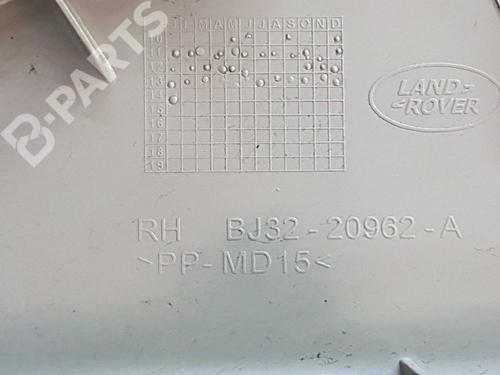 J F M A M J J A S O N D
10
11
12
13
14
15
16
17
18
19
LAND-
ROVER
RH BJ32-20962-A
>PP-MD15<
B-PARTS